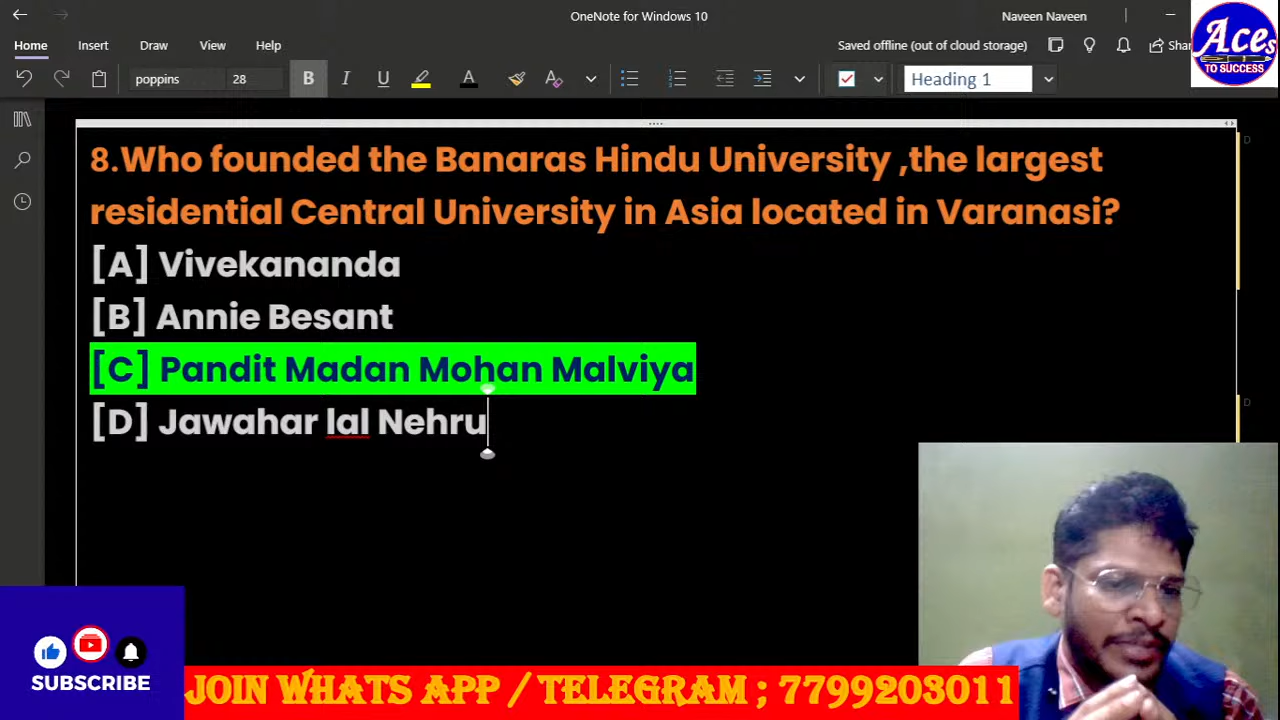 OneNote for Windows 10
Naveen Naveen
Home Insert Draw View Help
Saved offline (out of cloud storage)
Shar
Aces
TO SUCCESS
poppins 28 B I U A A Heading 1
8.Who founded the Banaras Hindu University ,the largest
residential Central University in Asia located in Varanasi?
[A] Vivekananda
[B] Annie Besant
[C] Pandit Madan Mohan Malviya
[D] Jawahar lal Nehru
D
D
SUBSCRIBE
JOIN WHATS APP / TELEGRAM ; 7799203011